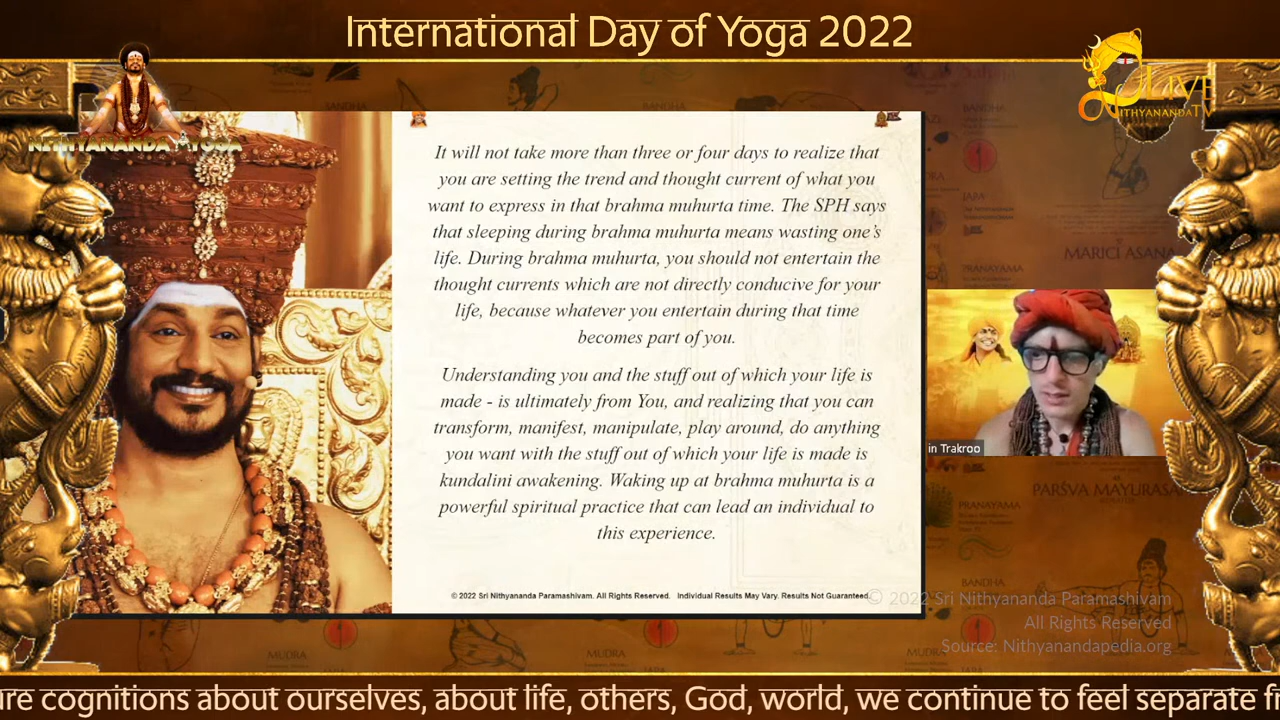 International Day of Yoga 2022
LIVE
NITHYANANDATV
NITHYANANDA YOGA
BANDHA
BANDHA
BANDHA
It will not take more than three or four days to realize that
you are setting the trend and thought current of what you
want to express in that brahma muhurta time. The SPH says
that sleeping during brahma muhurta means wasting one's
life. During brahma muhurta, you should not entertain the
thought currents which are not directly conducive for your
life, because whatever you entertain during that time
becomes part of you.
Understanding you and the stuff out of which your life is
made - is ultimately from You, and realizing that you can
transform, manifest, manipulate, play around, do anything
you want with the stuff out of which your life is made is
kundalini awakening. Waking up at brahma muhurta is a
powerful spiritual practice that can lead an individual to
this experience.
© 2022 Sri Nithyananda Paramashivam. All Rights Reserved. Individual Results May Vary. Results Not Guaranteed.
MARICI ASANA
PRANAYAMA
in Trakroo
PARŚVA MAYURASA
PRANAYAMA
BANDHA
© 2022 Sri Nithyananda Paramashivam
All Rights Reserved
Source: Nithyanandapedia.org
MUDRA
MUDRA
MUDRA
ure cognitions about ourselves, about life, others, God, world, we continue to feel separate fr